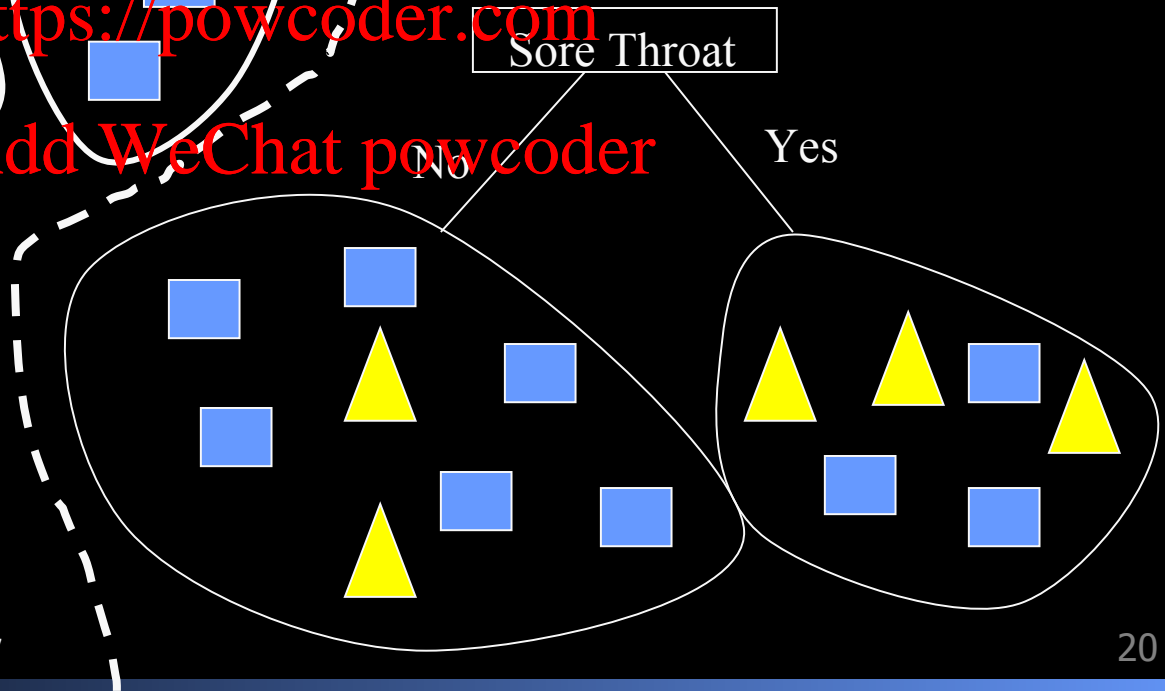 ttps://powcoder.com
Sore Throat
dd WeChat powcoder
No
Yes
20